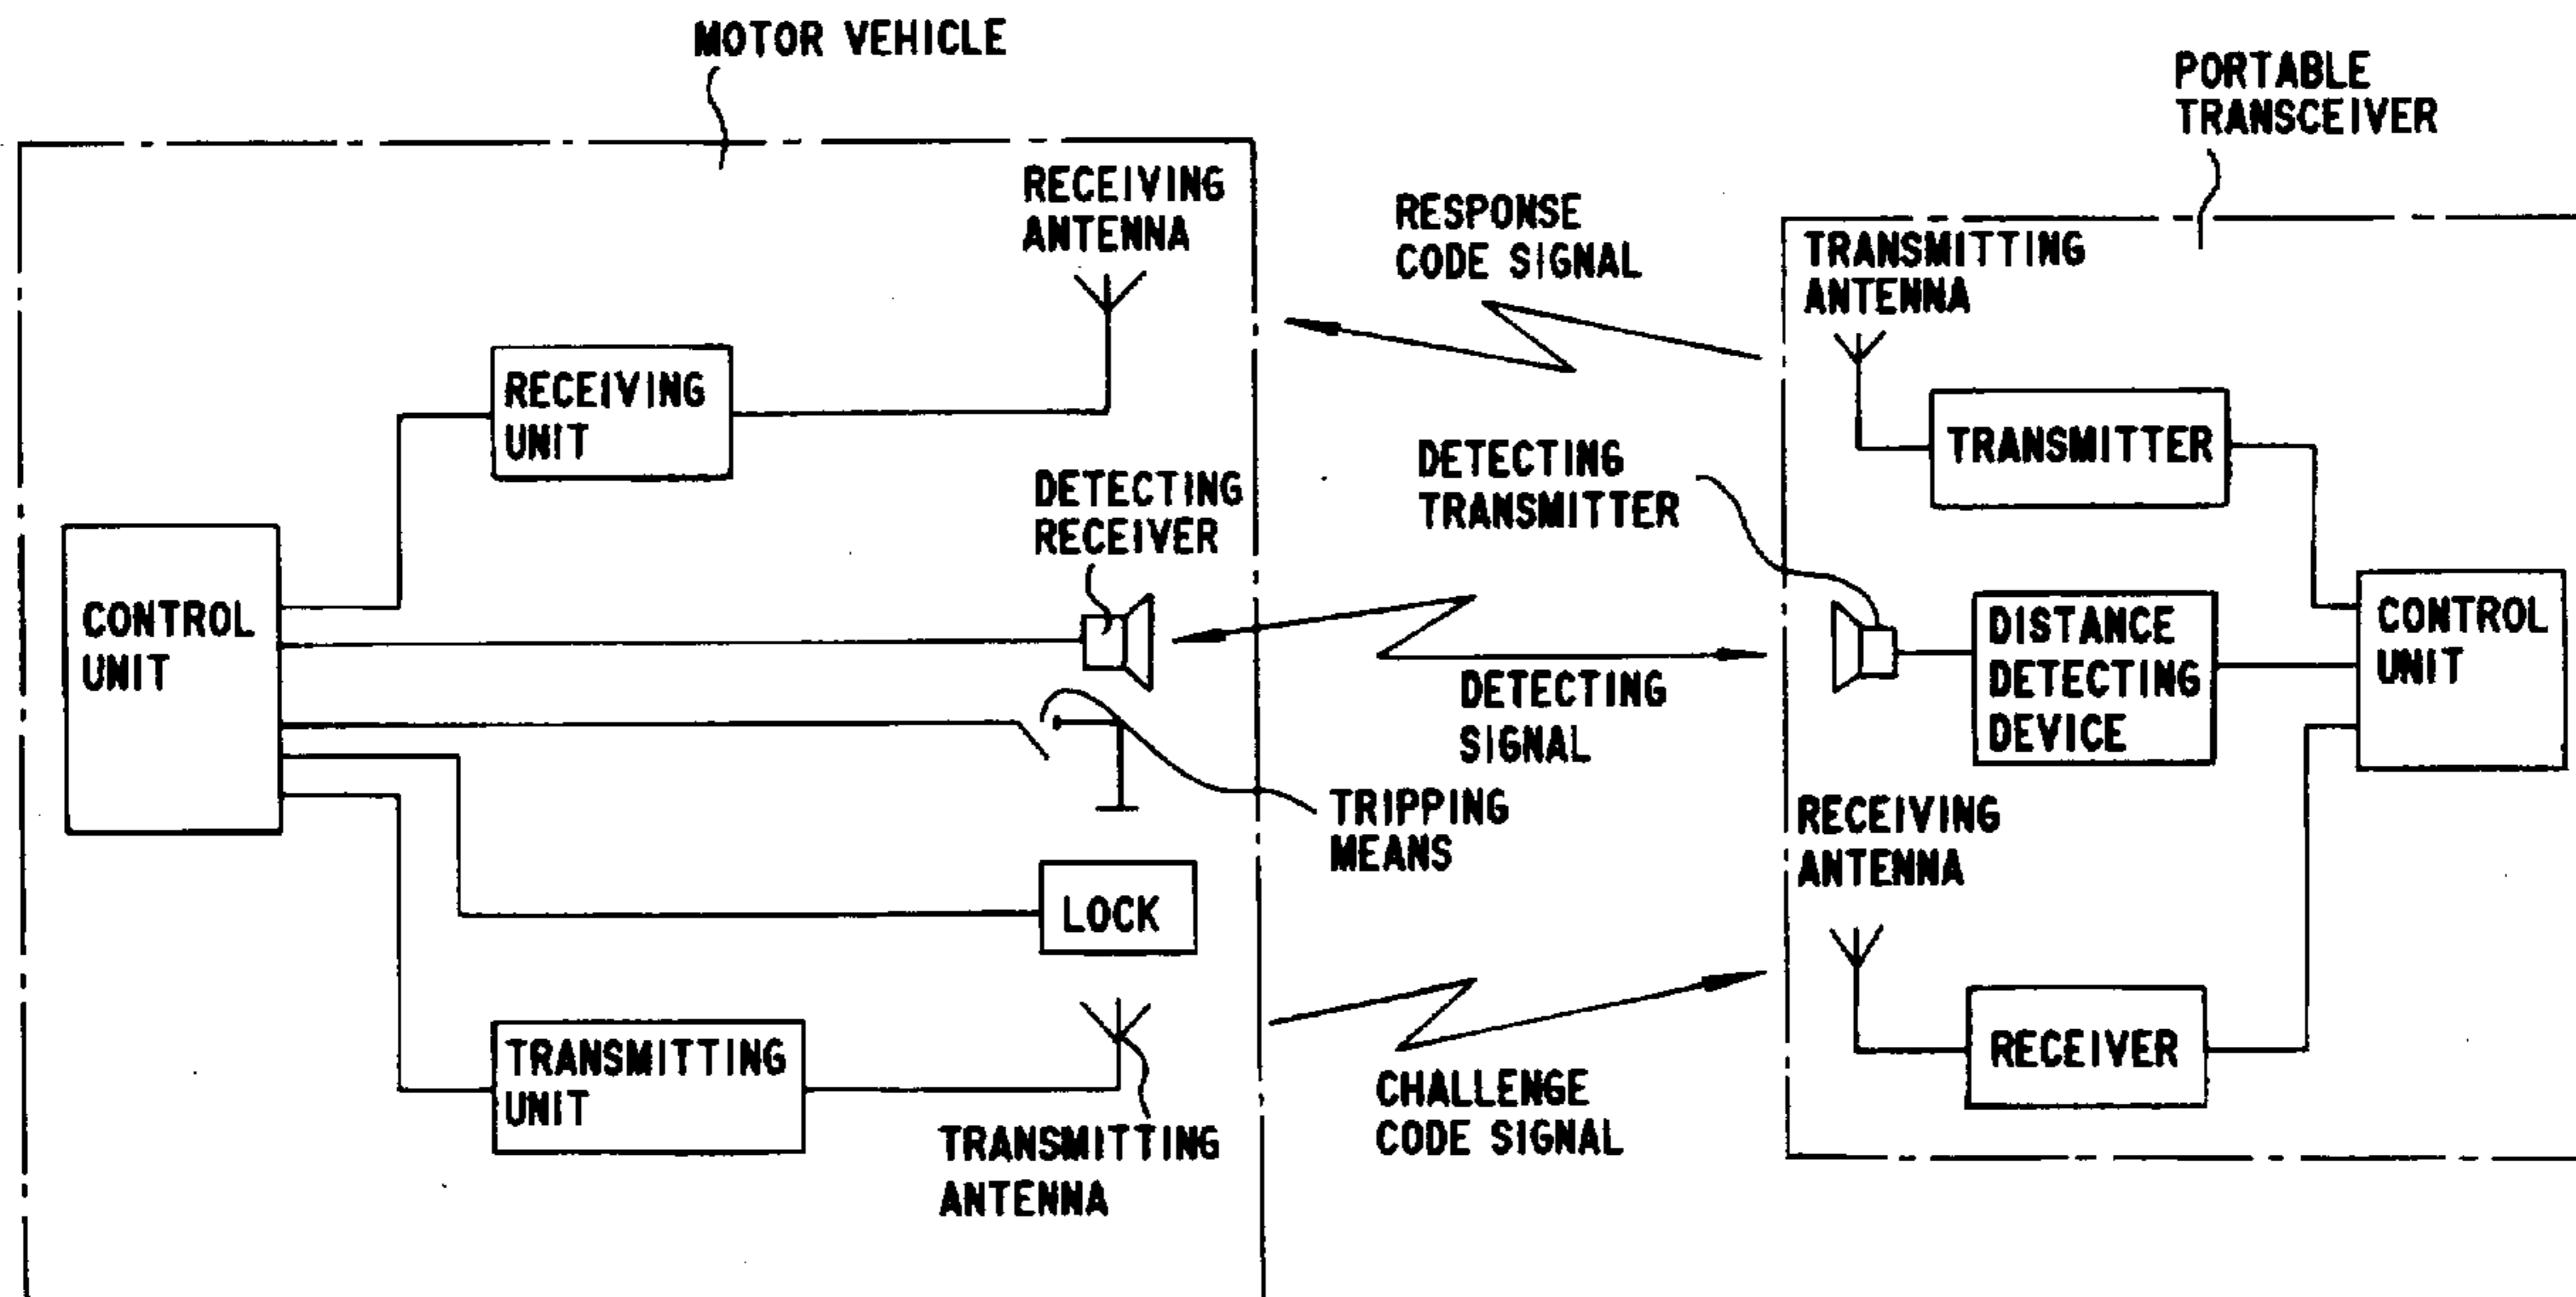 MOTOR VEHICLE
PORTABLE
TRANSCEIVER
RECEIVING
ANTENNA
RESPONSE
CODE SIGNAL
TRANSMITTING
ANTENNA
RECEIVING
UNIT
TRANSMITTER
DETECTING
RECEIVER
DETECTING
TRANSMITTER
CONTROL
UNIT
DISTANCE
DETECTING
DEVICE
CONTROL
UNIT
DETECTING
SIGNAL
TRIPPING
MEANS
RECEIVING
ANTENNA
LOCK
TRANSMITTING
UNIT
RECEIVER
TRANSMITTING
ANTENNA
CHALLENGE
CODE SIGNAL